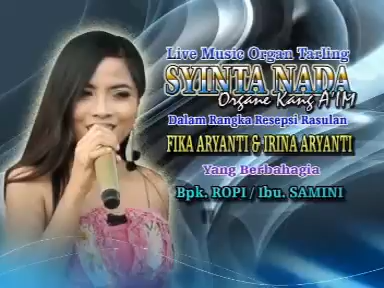 Live Music Organ Tarling
SYINTA NADA
Organe Kang A'IM
Dalam Rangka Resepsi Rasulan
FIKA ARYANTI & IRINA ARYANTI
Yang Berbahagia
Bpk. ROPI / Ibu. SAMINI